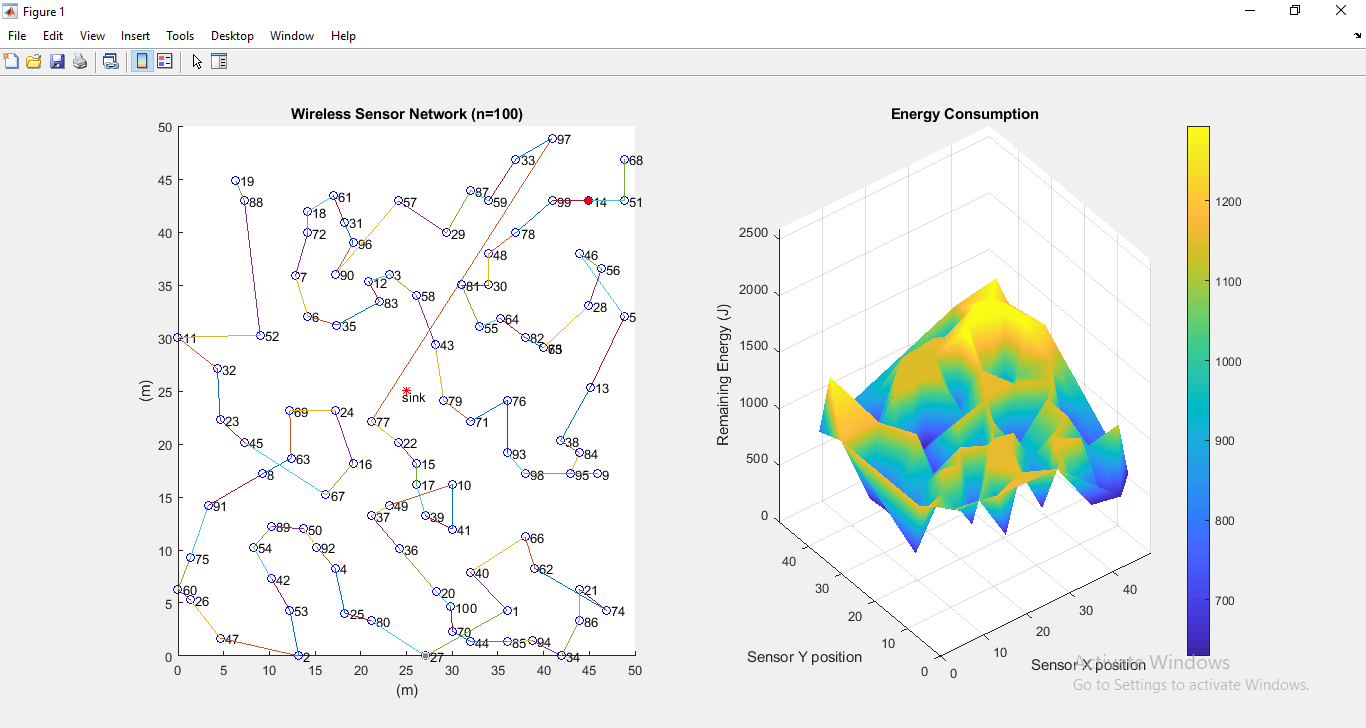 Figure 1
File Edit View Insert Tools Desktop Window Help
Wireless Sensor Network (n=100)
50
45
40
35
30
25
20
15
10
5
0
(m)
0 5 10 15 20 25 30 35 40 45 50
(m)
97
33 68
19 87
88 61 57 59 99 14 51
18 31
72 29 78
96 46
48 56
7 90 3
12 81 30
58 28
83
6 35 64 5
55
52 82
11 43
32
13
sink
79 76
69 24
77 71
23
45 22 38
93 84
63 16 15
8 98 95 9
17 10
67
91 49
37 39
89 50 41
66
54 92 36
75
4 40 62
42
60 20 21
26
100 1 74
53 25 80 86
70
47 44 85 94
2 27 34
Energy Consumption
2500
2000
1500
1000
500
0
Remaining Energy (J)
40
30
20
10
0
Sensor Y position
0
10
20
30
40
Sensor X position
1200
1100
1000
900
800
700
Activate Windows
Go to Settings to activate Windows.